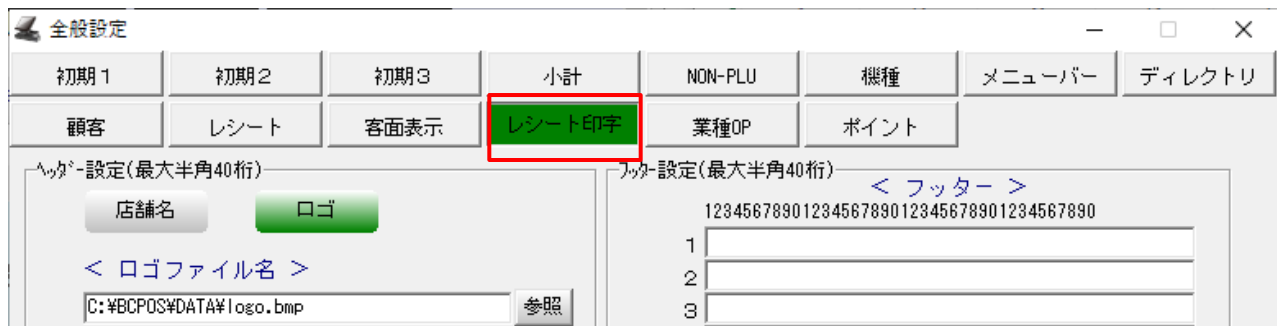 全般設定
初期1 初期2 初期3 小計 NON-PLU 機種 メニューバー ディレクトリ
顧客 レシート 客面表示 レシート印字 業種OP ポイント
ヘッダー設定(最大半角40桁)
店舗名 ロゴ
< ロゴファイル名 >
C:¥BCPOS¥DATA¥logo.bmp 参照
フッター設定(最大半角40桁)
< フッター >
1234567890123456789012345678901234567890
1
2
3